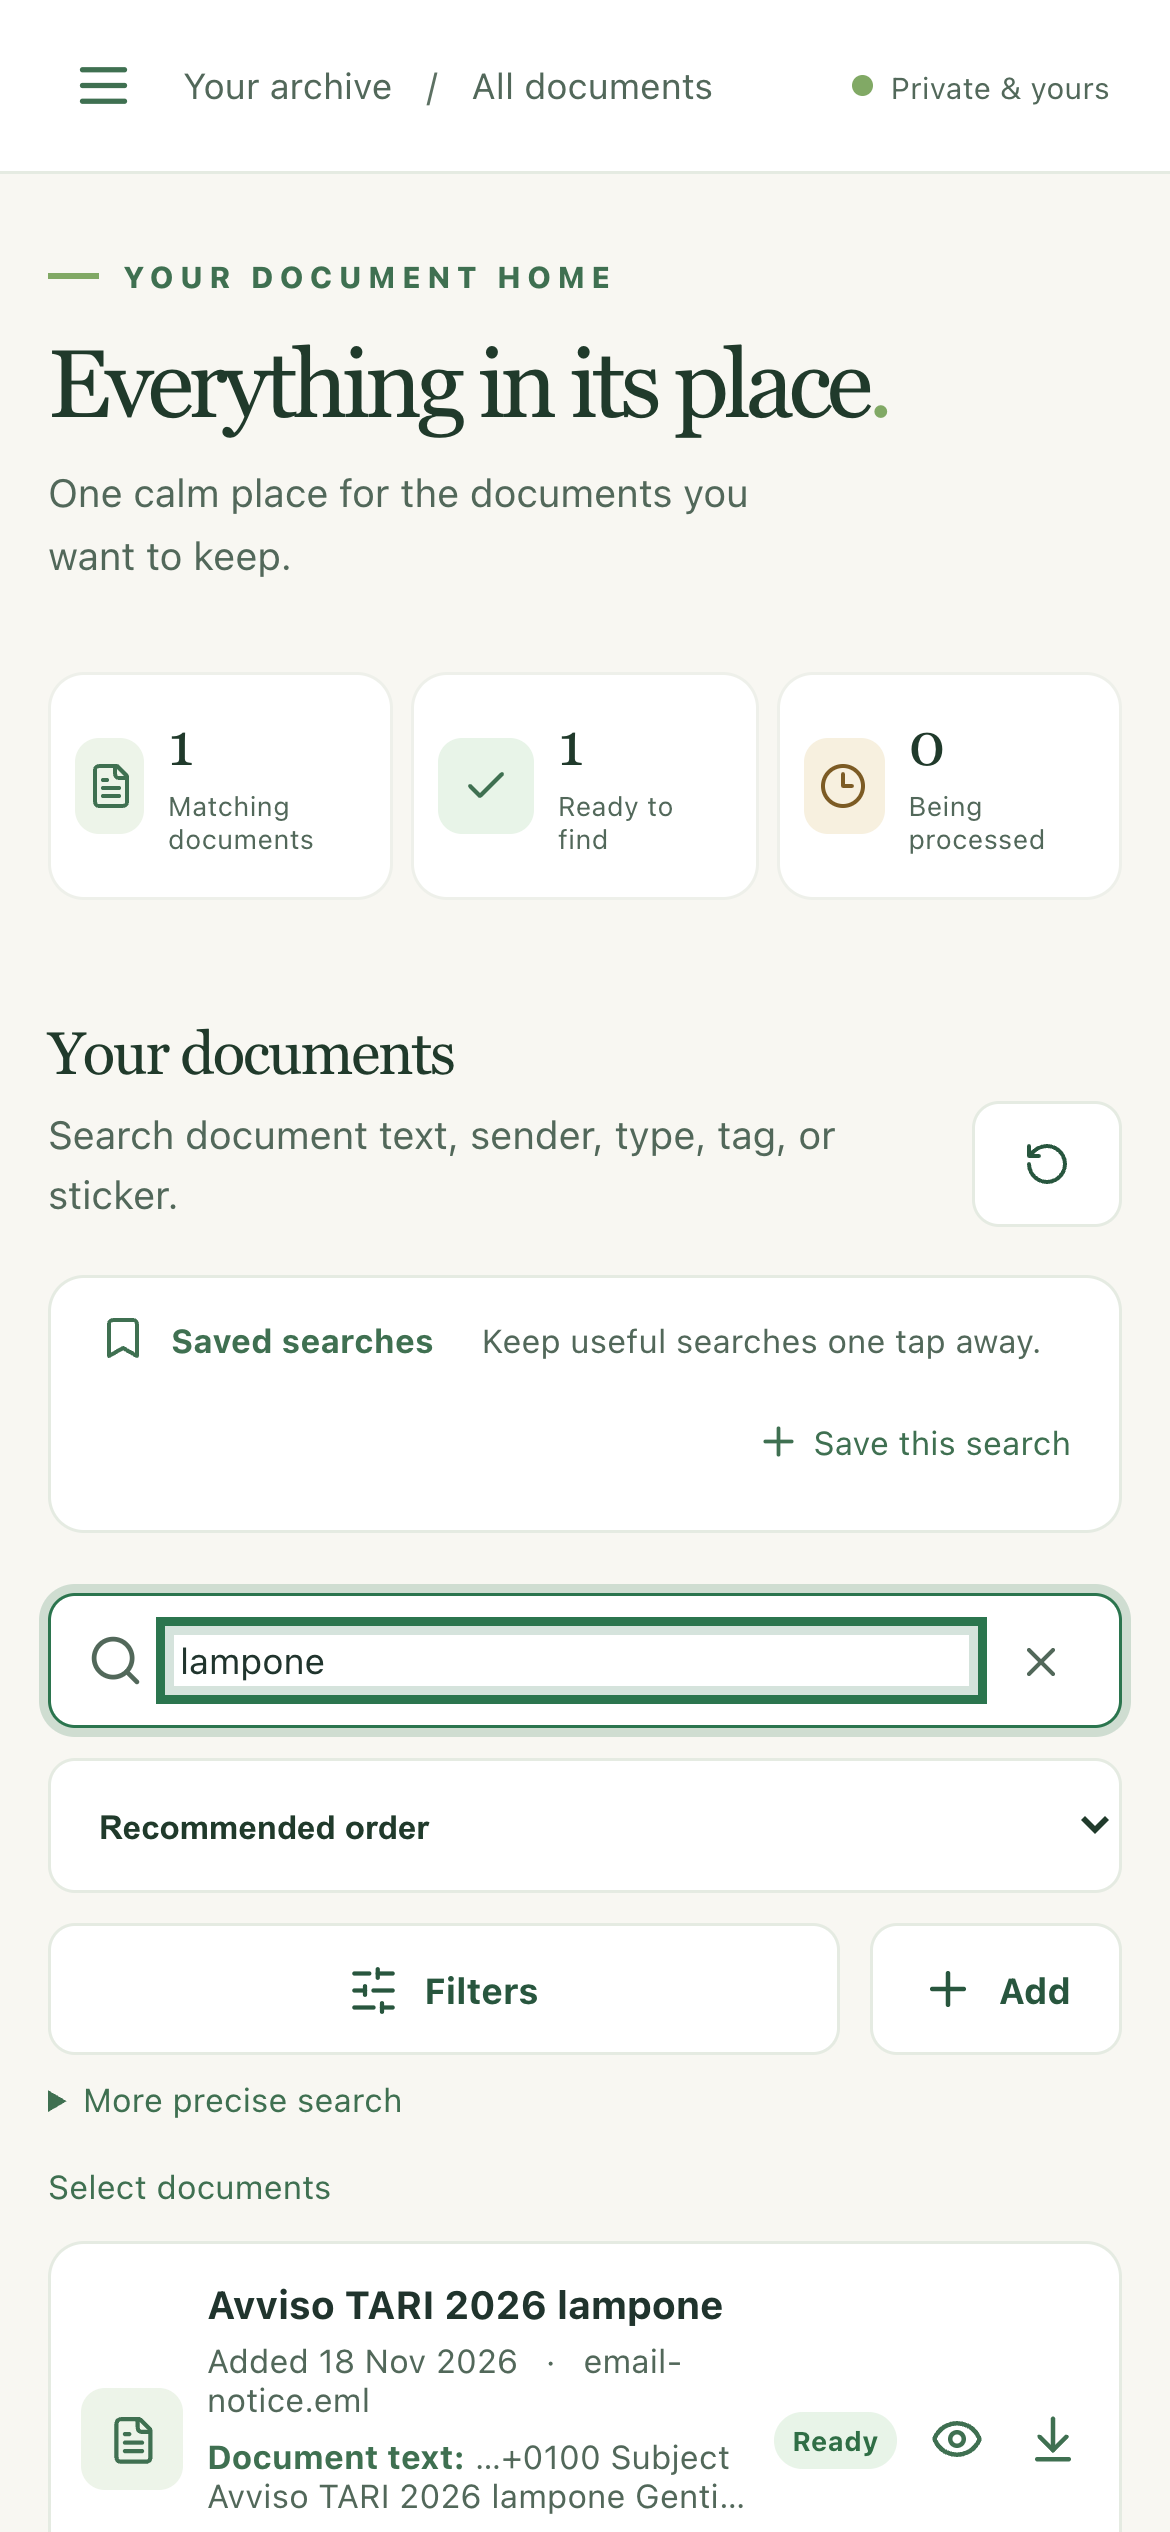 Your archive / All documents
Private & yours
YOUR DOCUMENT HOME
Everything in its place.
One calm place for the documents you
want to keep.
1
Matching
documents
1
Ready to
find
0
Being
processed
Your documents
Search document text, sender, type, tag, or
sticker.
Saved searches Keep useful searches one tap away.
Save this search
lampone
Recommended order
Filters
Add
More precise search
Select documents
Avviso TARI 2026 lampone
Added 18 Nov 2026 · email-
notice.eml
Document text: …+0100 Subject
Avviso TARI 2026 lampone Genti…
Ready